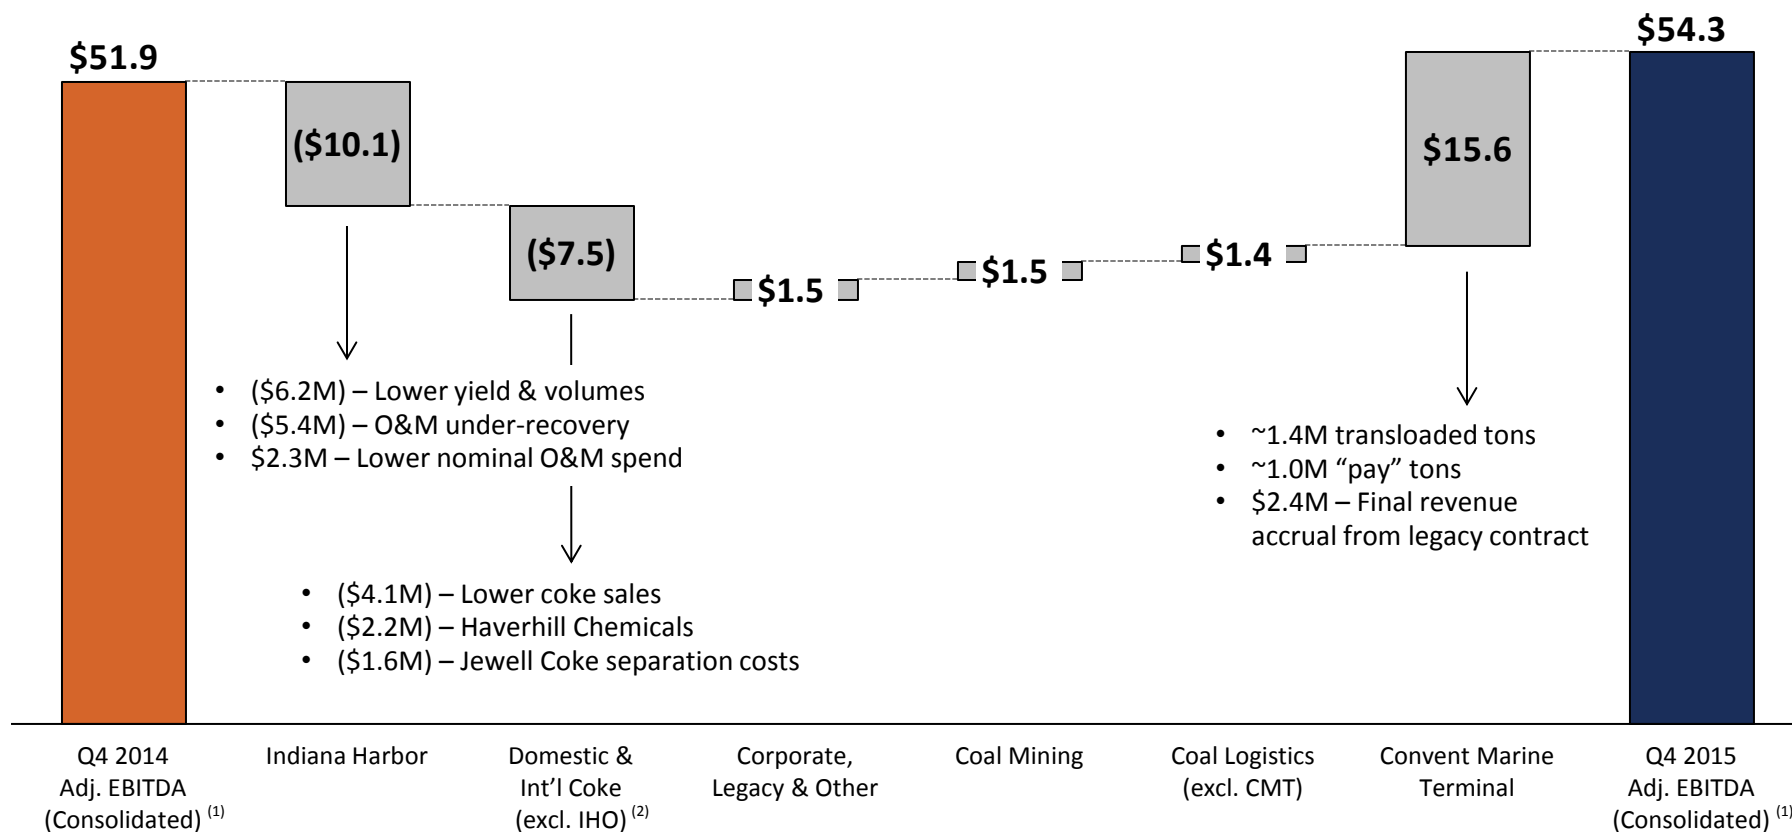 $51.9
($10.1)
($7.5)
$1.5
$1.5
$1.4
$15.6
$54.3
• ($6.2M) – Lower yield & volumes
• ($5.4M) – O&M under-recovery
• $2.3M – Lower nominal O&M spend
• ($4.1M) – Lower coke sales
• ($2.2M) – Haverhill Chemicals
• ($1.6M) – Jewell Coke separation costs
• ~1.4M transloaded tons
• ~1.0M “pay” tons
• $2.4M – Final revenue
accrual from legacy contract
Q4 2014
Adj. EBITDA
(Consolidated) (1)
Indiana Harbor
Domestic &
Int’l Coke
(excl. IHO) (2)
Corporate,
Legacy & Other
Coal Mining
Coal Logistics
(excl. CMT)
Convent Marine
Terminal
Q4 2015
Adj. EBITDA
(Consolidated) (1)